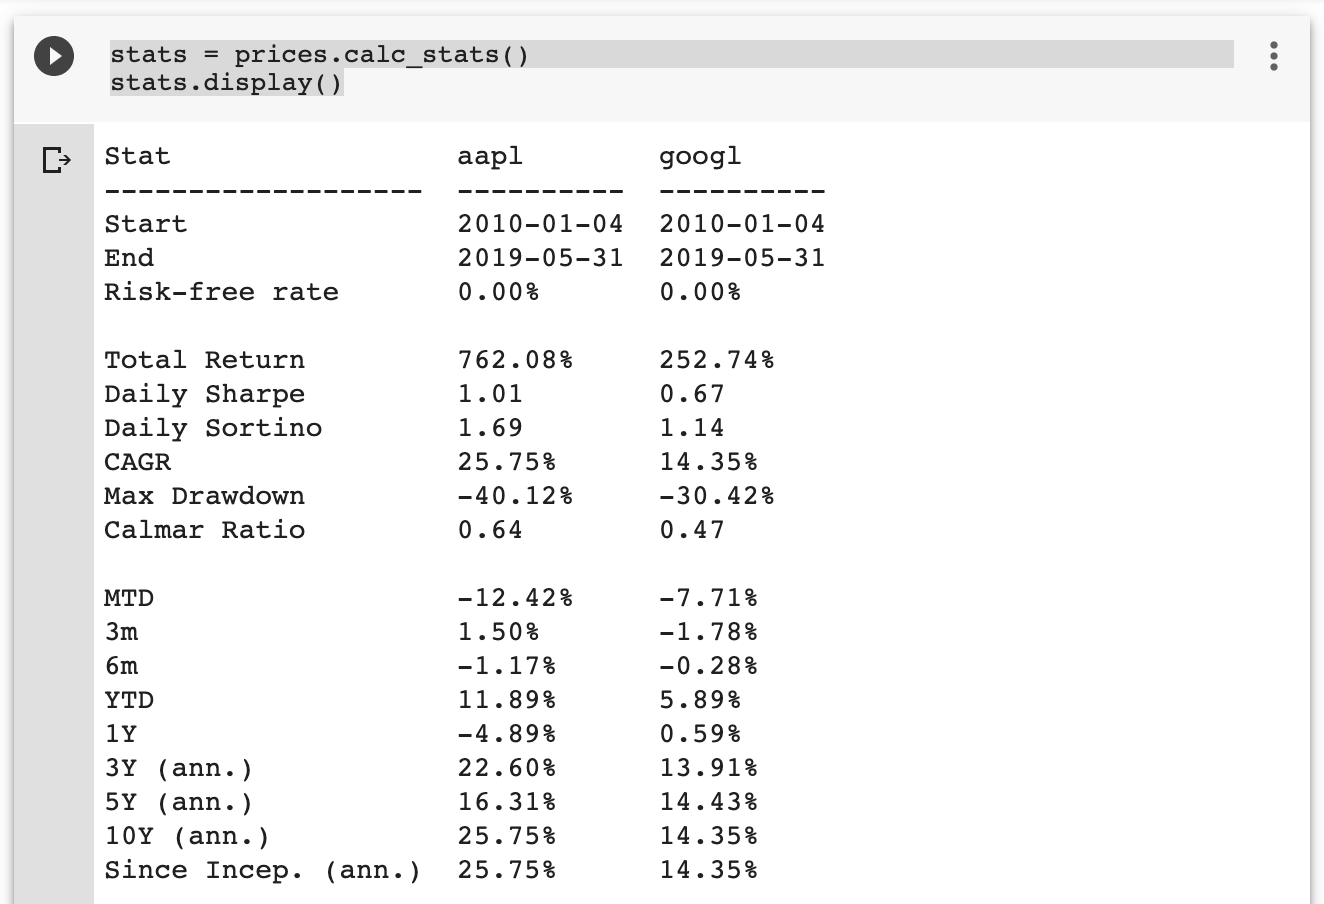 stats = prices.calc_stats()
stats.display()
Stat                 aapl        googl
-------------------  ----------  ----------
Start                2010-01-04  2010-01-04
End                  2019-05-31  2019-05-31
Risk-free rate       0.00%       0.00%

Total Return         762.08%     252.74%
Daily Sharpe         1.01        0.67
Daily Sortino        1.69        1.14
CAGR                 25.75%      14.35%
Max Drawdown         -40.12%     -30.42%
Calmar Ratio         0.64        0.47

MTD                  -12.42%     -7.71%
3m                   1.50%       -1.78%
6m                   -1.17%      -0.28%
YTD                  11.89%      5.89%
1Y                   -4.89%      0.59%
3Y (ann.)            22.60%      13.91%
5Y (ann.)            16.31%      14.43%
10Y (ann.)           25.75%      14.35%
Since Incep. (ann.)  25.75%      14.35%